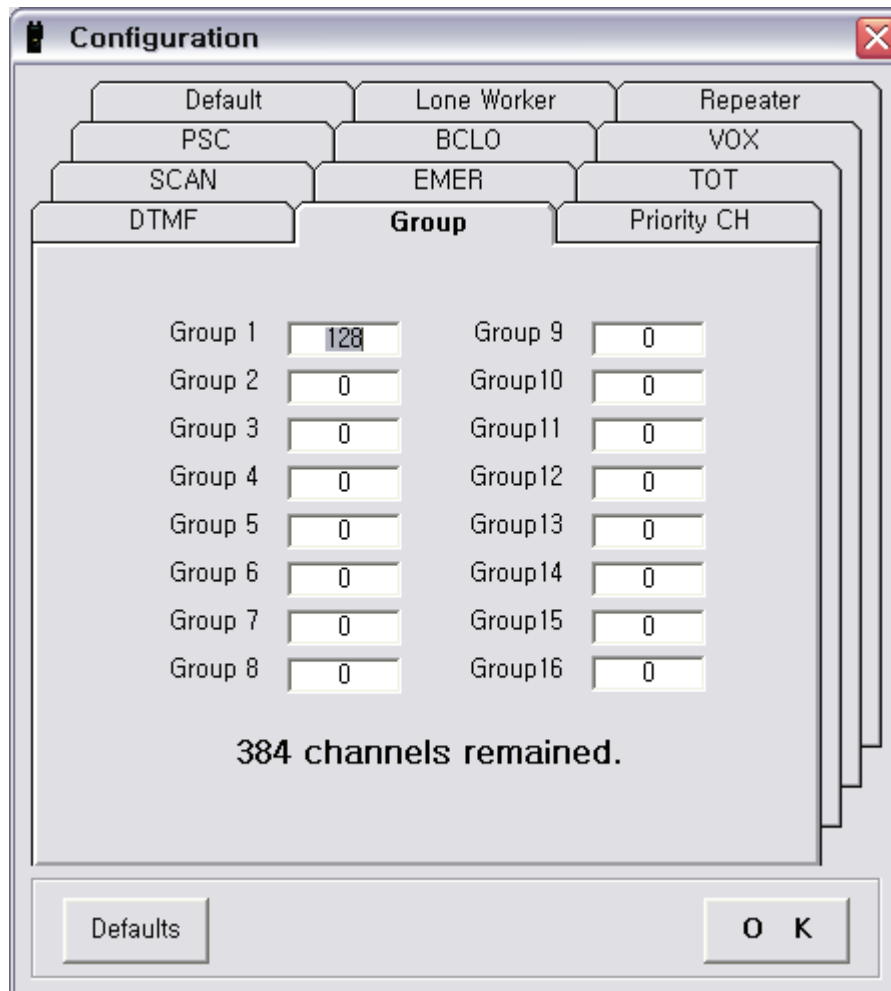 Configuration
Default Lone Worker Repeater
PSC BCLO VOX
SCAN EMER TOT
DTMF Group Priority CH
Group 1 128 Group 9 0
Group 2 0 Group10 0
Group 3 0 Group11 0
Group 4 0 Group12 0
Group 5 0 Group13 0
Group 6 0 Group14 0
Group 7 0 Group15 0
Group 8 0 Group16 0
384 channels remained.
Defaults O K